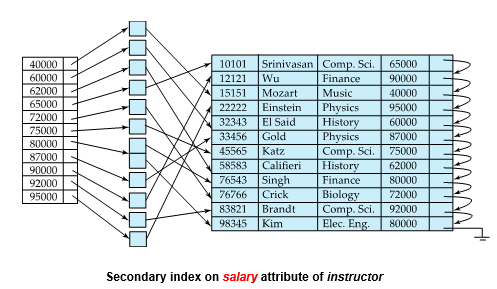 40000
60000
62000
65000
72000
75000
80000
87000
90000
92000
95000
10101 Srinivasan Comp. Sci. 65000
12121 Wu Finance 90000
15151 Mozart Music 40000
22222 Einstein Physics 95000
32343 El Said History 60000
33456 Gold Physics 87000
45565 Katz Comp. Sci. 75000
58583 Califieri History 62000
76543 Singh Finance 80000
76766 Crick Biology 72000
83821 Brandt Comp. Sci. 92000
98345 Kim Elec. Eng. 80000
Secondary index on salary attribute of instructor